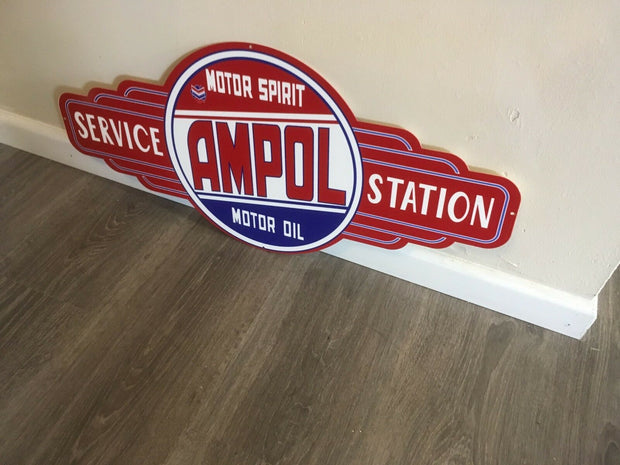 MOTOR SPIRIT
SERVICE AMPOL STATION
MOTOR OIL